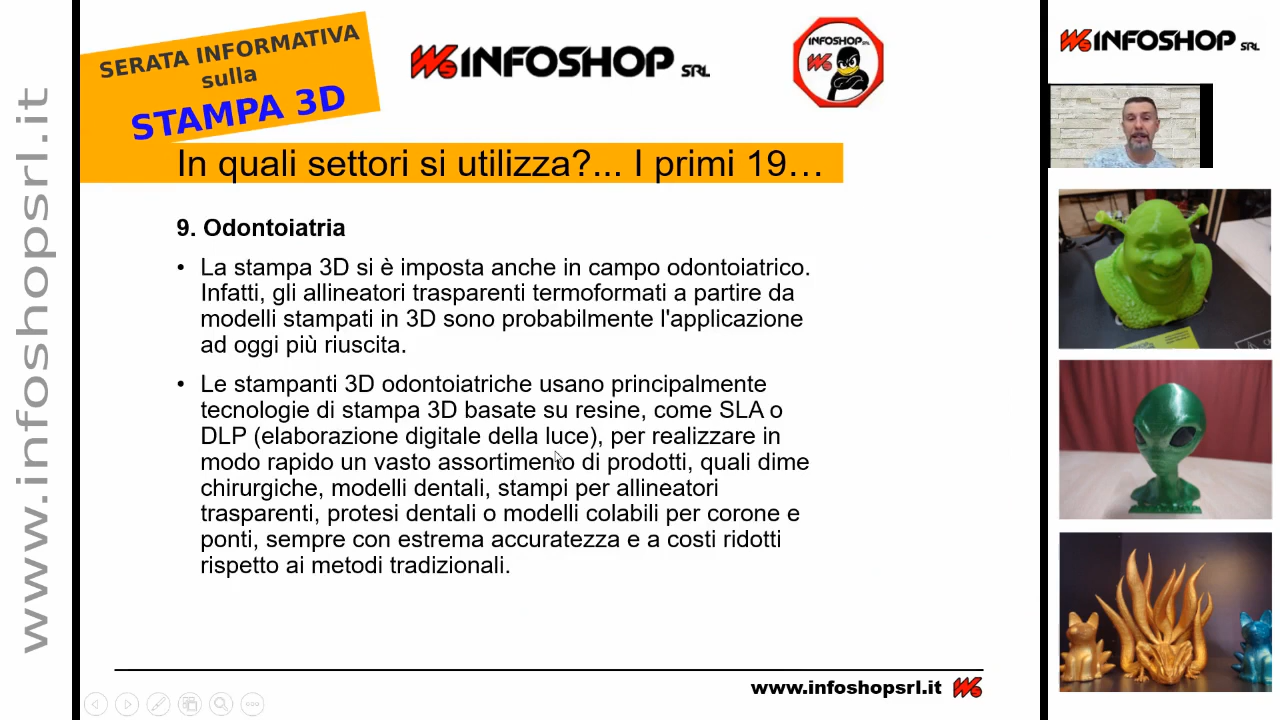 www.infoshopsrl.it
SERATA INFORMATIVA
sulla
STAMPA 3D
INFOSHOP SRL
INFOSHOP SRL
INFOSHOP SRL
In quali settori si utilizza?... I primi 19…
9. Odontoiatria
• La stampa 3D si è imposta anche in campo odontoiatrico.
Infatti, gli allineatori trasparenti termoformati a partire da
modelli stampati in 3D sono probabilmente l'applicazione
ad oggi più riuscita.
• Le stampanti 3D odontoiatriche usano principalmente
tecnologie di stampa 3D basate su resine, come SLA o
DLP (elaborazione digitale della luce), per realizzare in
modo rapido un vasto assortimento di prodotti, quali dime
chirurgiche, modelli dentali, stampi per allineatori
trasparenti, protesi dentali o modelli colabili per corone e
ponti, sempre con estrema accuratezza e a costi ridotti
rispetto ai metodi tradizionali.
www.infoshopsrl.it